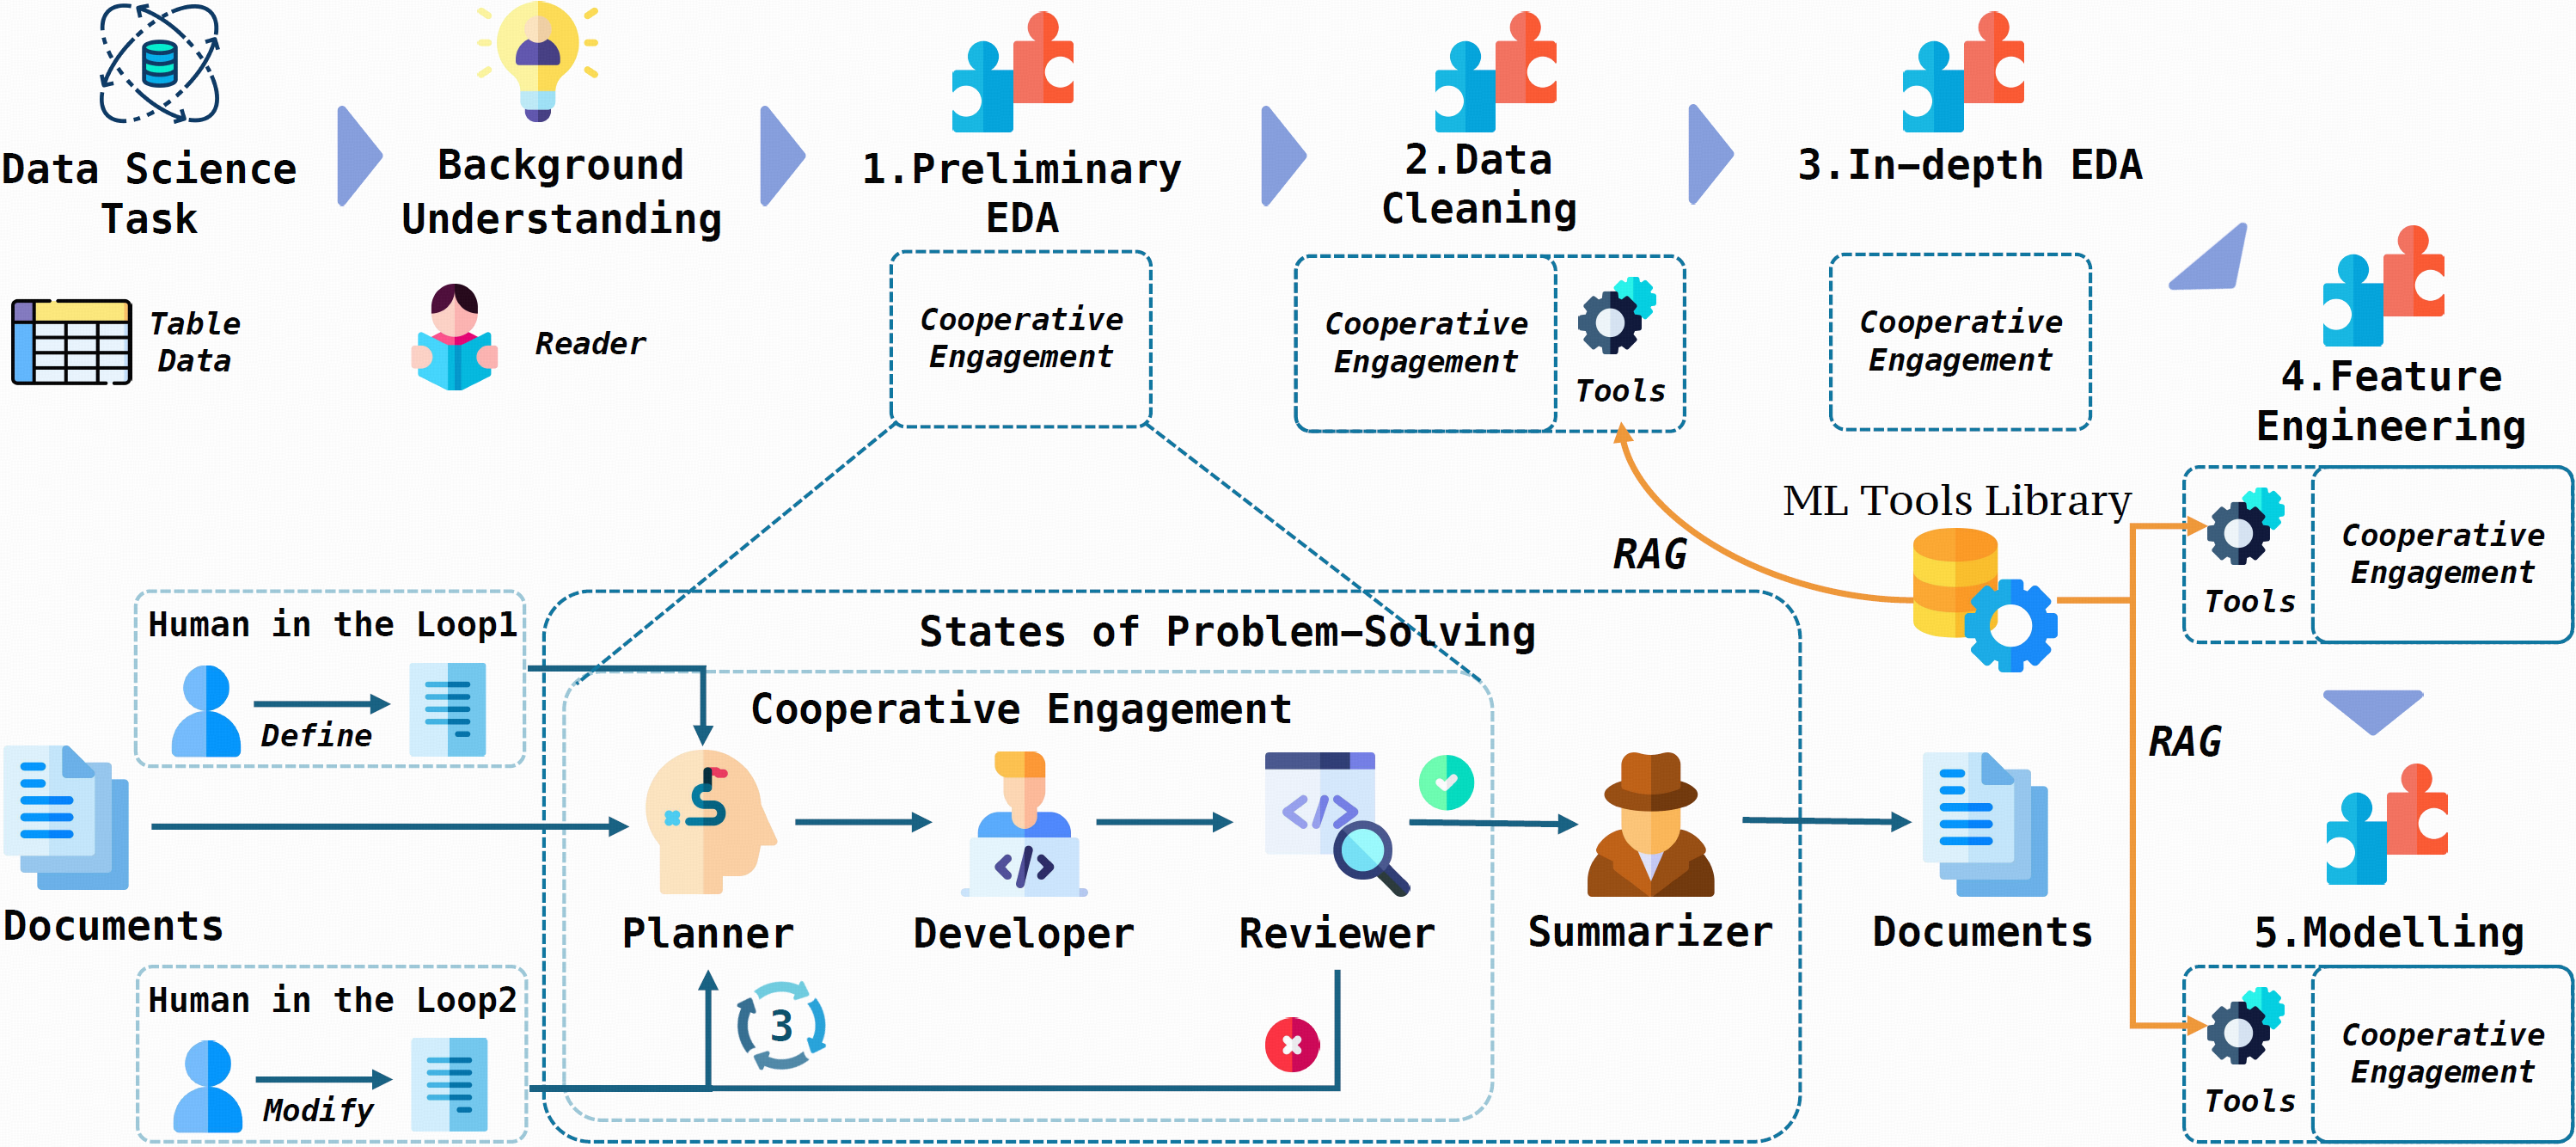 Data Science
Task
Background
Understanding
1.Preliminary
EDA
2.Data
Cleaning
3.In-depth EDA
Table
Data
Reader
Cooperative
Engagement
Cooperative
Engagement
Tools
Cooperative
Engagement
4.Feature
Engineering
ML Tools Library
RAG
Tools
Cooperative
Engagement
Human in the Loop1
Define
States of Problem-Solving
Cooperative Engagement
RAG
Documents
Planner
Developer
Reviewer
Summarizer
Documents
5.Modelling
Human in the Loop2
Modify
3
Tools
Cooperative
Engagement